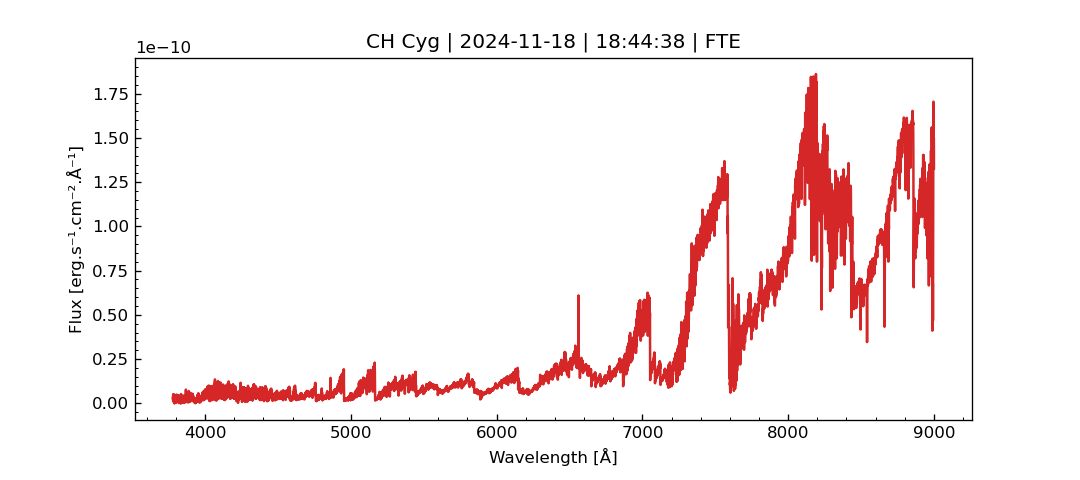 CH Cyg | 2024-11-18 | 18:44:38 | FTE
1e−10
1.75
1.50
1.25
1.00
0.75
0.50
0.25
0.00
Flux [erg.s⁻¹.cm⁻².Å⁻¹]
4000 5000 6000 7000 8000 9000
Wavelength [Å]